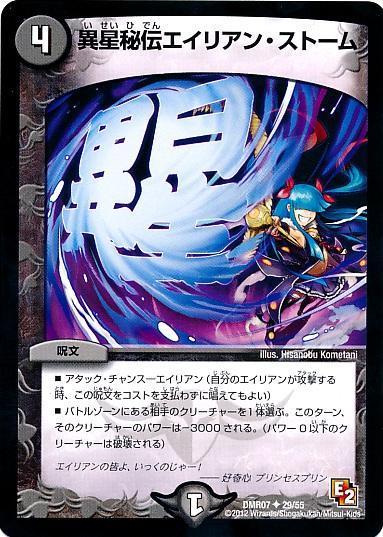 4
いせいひでん
異星秘伝エイリアン・ストーム
異星
illus. Hisanobu Kometani
呪文
■ アタック・チャンスーエイリアン (自分のエイリアンが攻撃する
時、この呪文をコストを支払わずに唱えてもよい)
■ バトルゾーンにある相手のクリーチャーを1体選ぶ。このターン、
そのクリーチャーのパワーは-3000される。(パワー0以下のク
リーチャーは破壊される)
エイリアンの皆よ、いっくのじゃー!
——好奇心 プリンセスプリン
E2
DMR07 ◆ 29/55
©2012 Wizards/Shogakukan/Mitsui-Kids